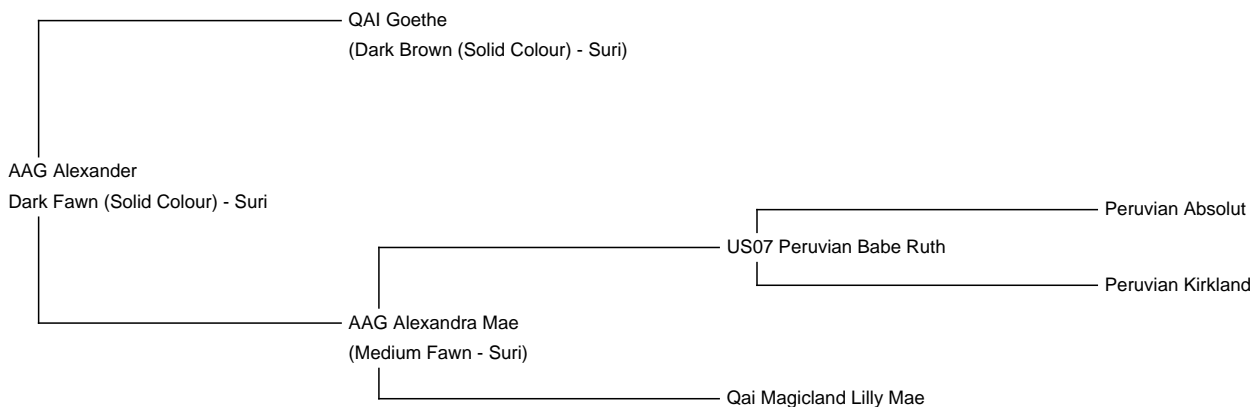 QAI Goethe
(Dark Brown (Solid Colour) - Suri)
AAG Alexander
Dark Fawn (Solid Colour) - Suri
Peruvian Absolut
US07 Peruvian Babe Ruth
Peruvian Kirkland
AAG Alexandra Mae
(Medium Fawn - Suri)
Qai Magicland Lilly Mae